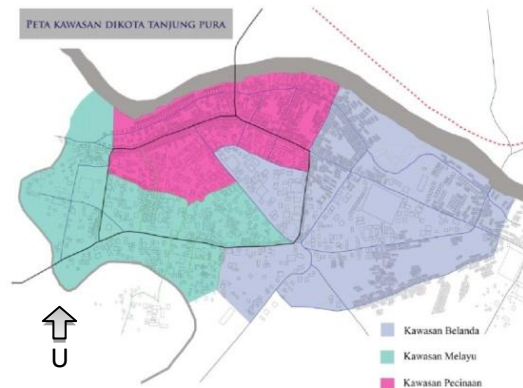 PETA KAWASAN DIKOTA TANJUNG PURA
U
Kawasan Belanda
Kawasan Melayu
Kawasan Pecinaan